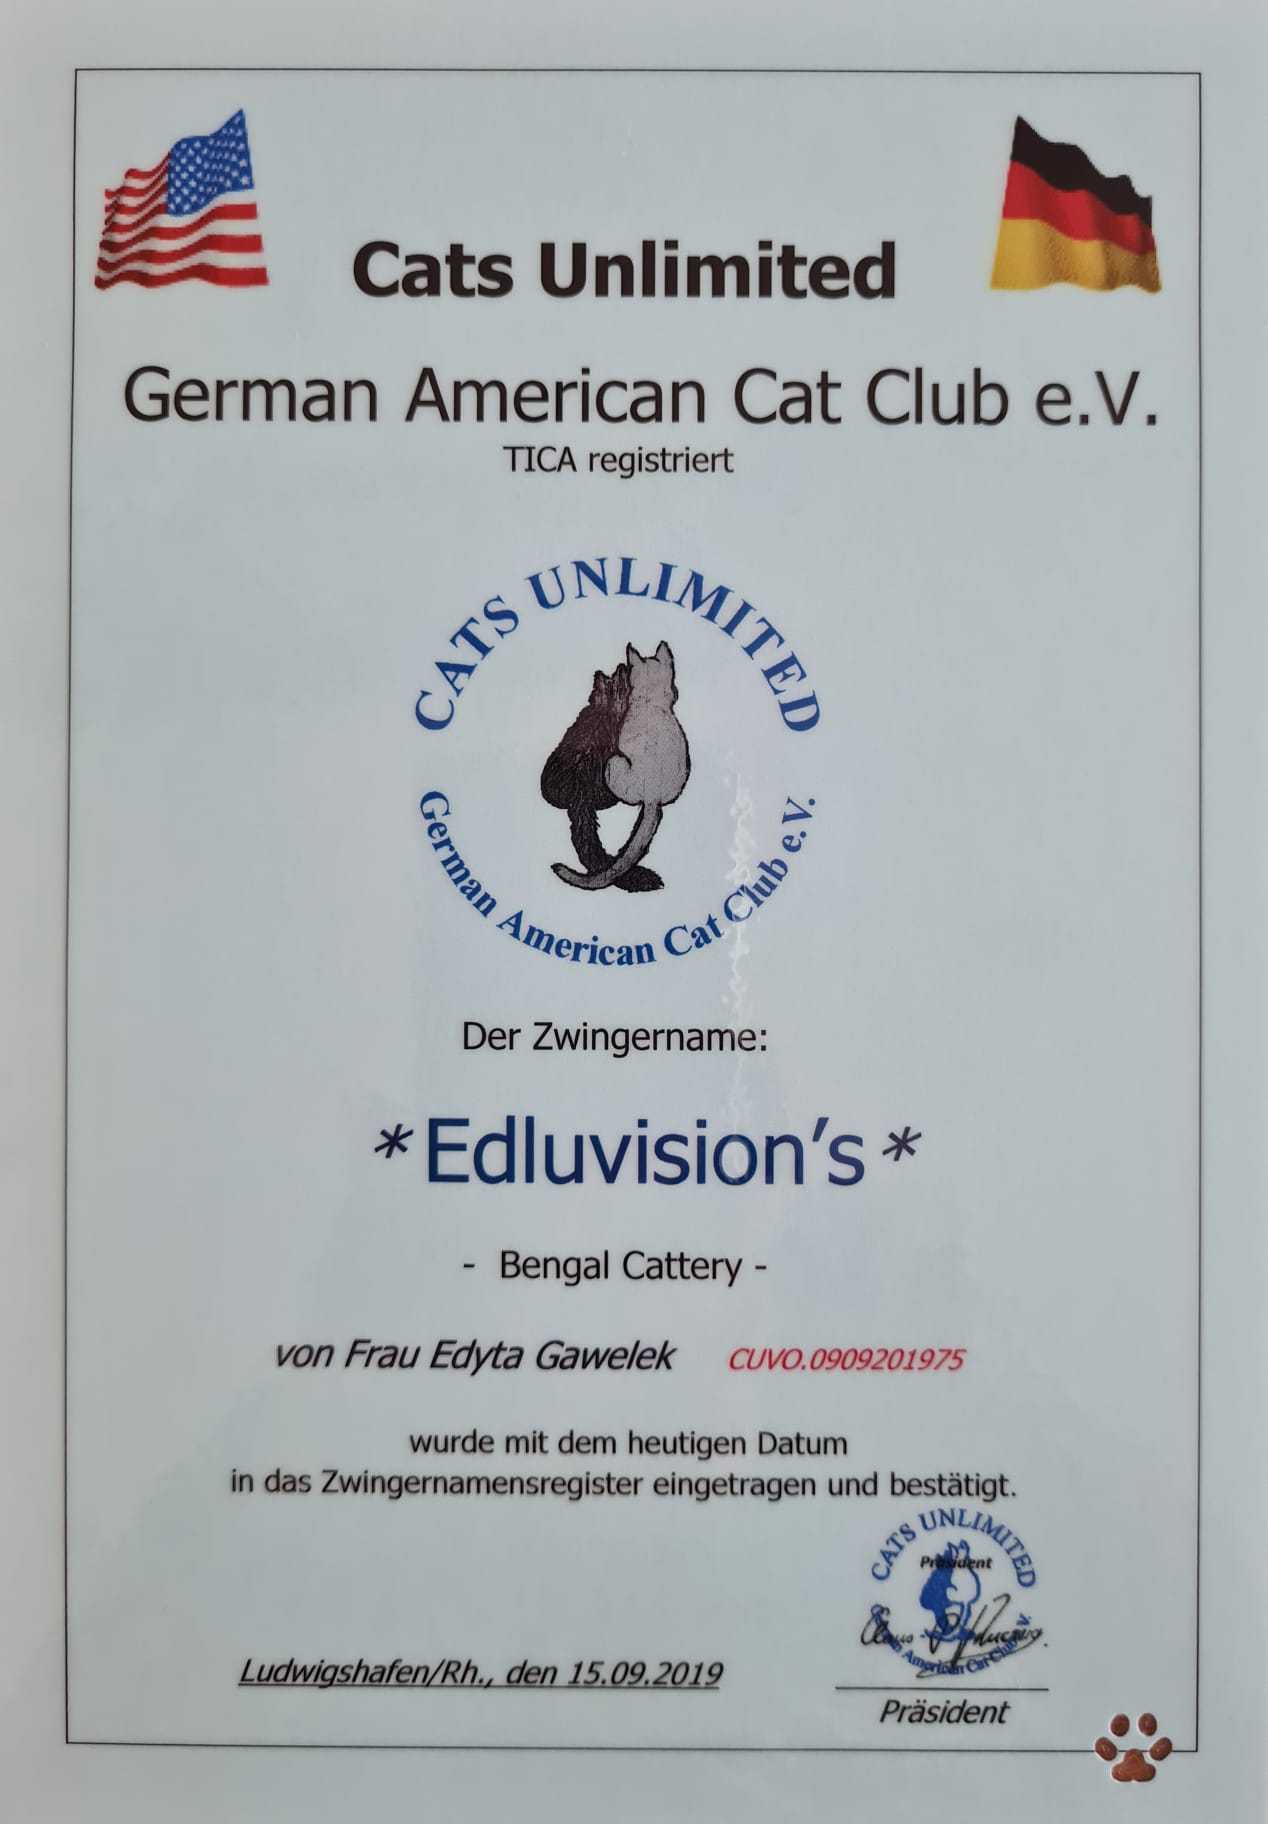 Cats Unlimited
German American Cat Club e.V.
TICA registriert
CATS UNLIMITED
German American Cat Club e.V.
Der Zwingername:
*Edluvision's*
- Bengal Cattery -
von Frau Edyta Gawelek CUVO.0909201975
wurde mit dem heutigen Datum
in das Zwingernamensregister eingetragen und bestätigt.
CATS UNLIMITED
Präsident
American Cat Club e.V.
Ludwigshafen/Rh., den 15.09.2019
Präsident